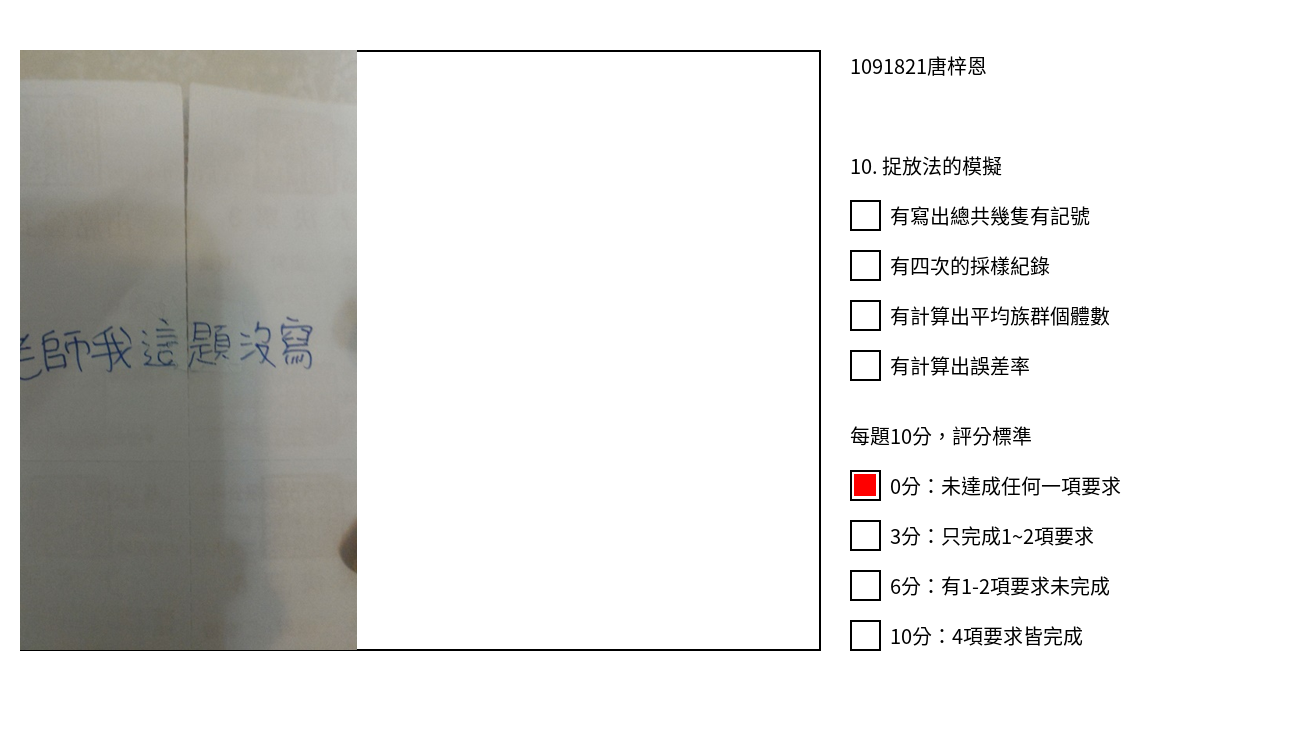 老師我這題沒寫
1091821唐梓恩
10. 捉放法的模擬
有寫出總共幾隻有記號
有四次的採樣紀錄
有計算出平均族群個體數
有計算出誤差率
每題10分，評分標準
0分：未達成任何一項要求
3分：只完成1~2項要求
6分：有1-2項要求未完成
10分：4項要求皆完成